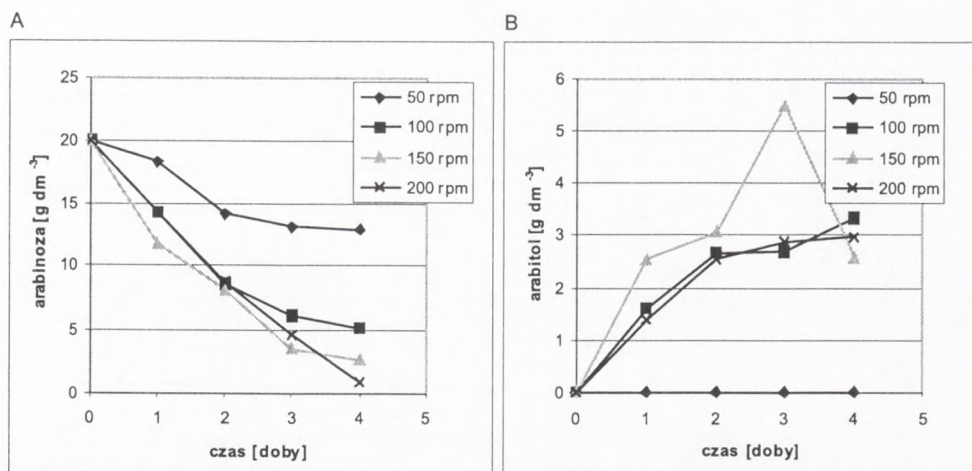 A
25
20
15
10
5
0
0 1 2 3 4 5
arabinoza [g dm⁻³]
czas [doby]
50 rpm
100 rpm
150 rpm
200 rpm
B
6
5
4
3
2
1
0
0 1 2 3 4 5
arabitol [g dm⁻³]
czas [doby]
50 rpm
100 rpm
150 rpm
200 rpm